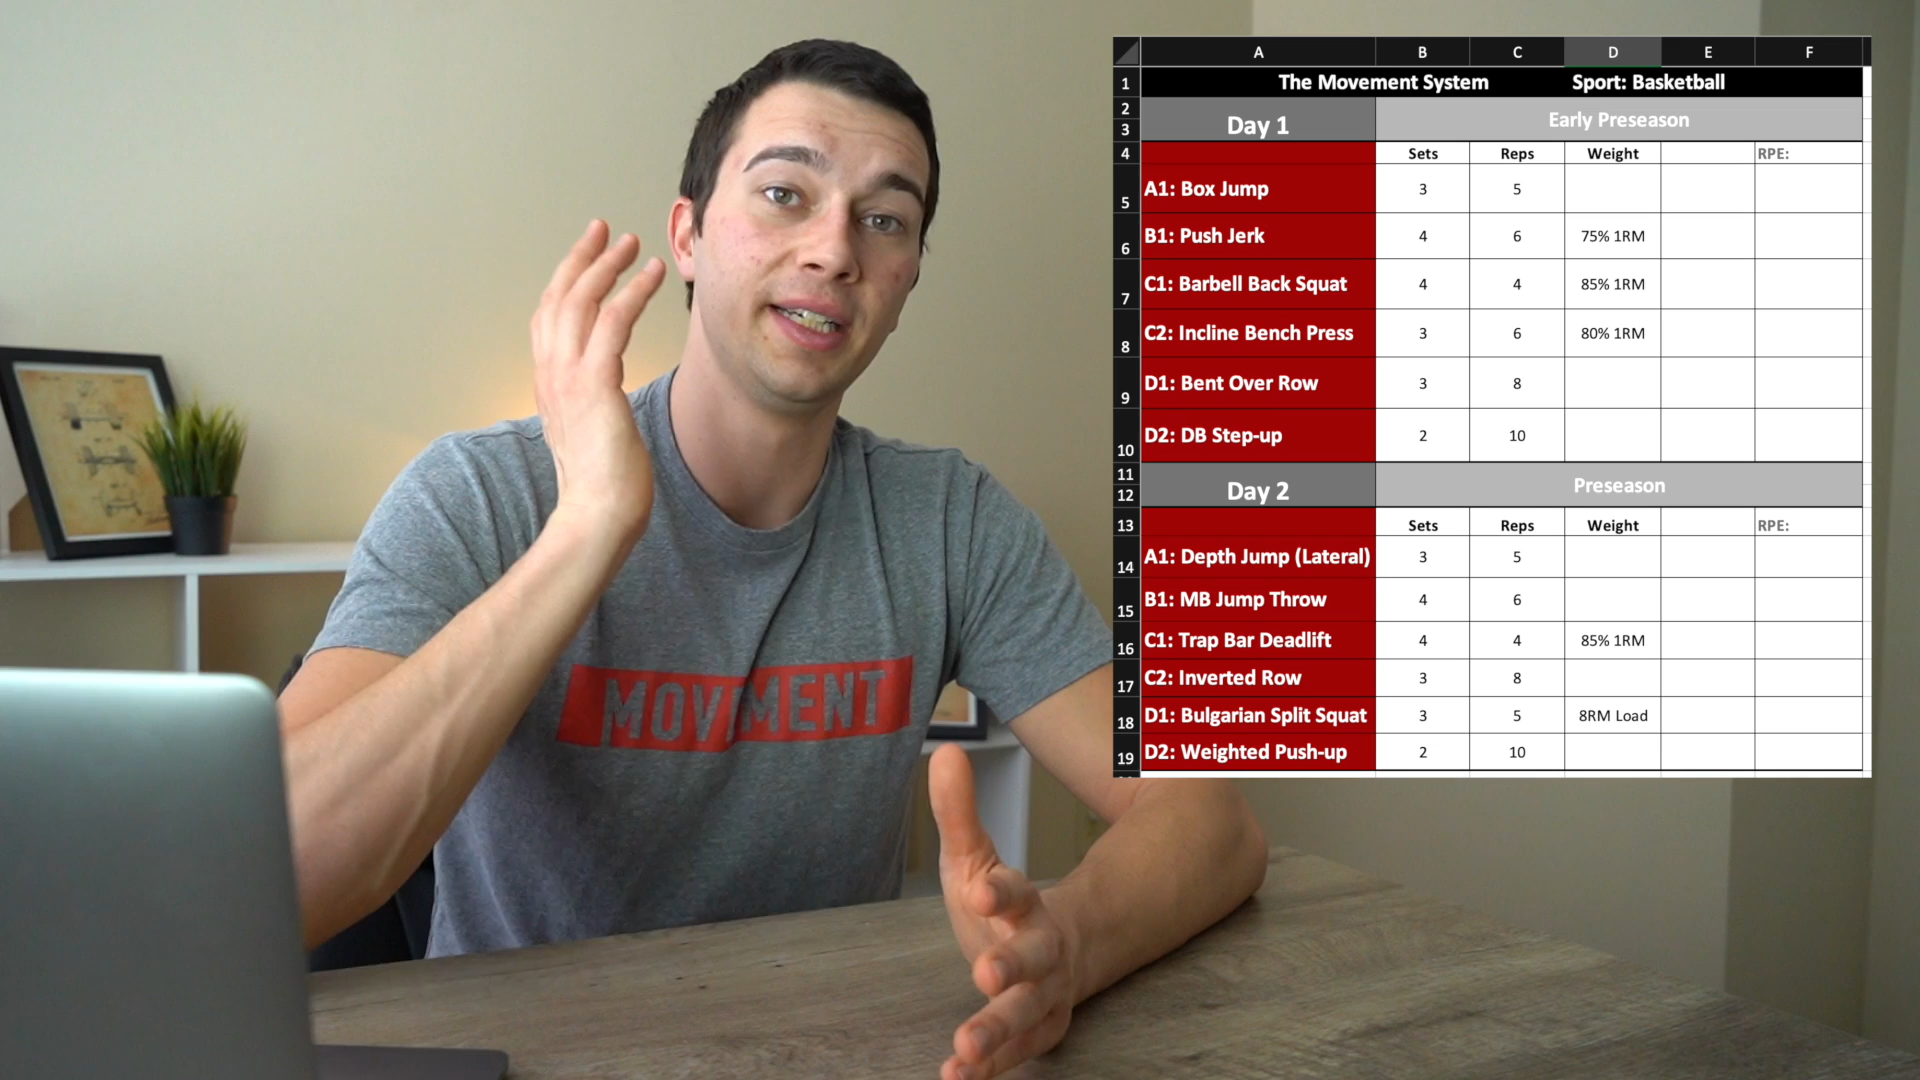 A B C D E F
1 The Movement System Sport: Basketball
2
3 Day 1 Early Preseason
4 Sets Reps Weight RPE:
5 A1: Box Jump 3 5
6 B1: Push Jerk 4 6 75% 1RM
7 C1: Barbell Back Squat 4 4 85% 1RM
8 C2: Incline Bench Press 3 6 80% 1RM
9 D1: Bent Over Row 3 8
10 D2: DB Step-up 2 10
11
12 Day 2 Preseason
13 Sets Reps Weight RPE:
14 A1: Depth Jump (Lateral) 3 5
15 B1: MB Jump Throw 4 6
16 C1: Trap Bar Deadlift 4 4 85% 1RM
17 C2: Inverted Row 3 8
18 D1: Bulgarian Split Squat 3 5 8RM Load
19 D2: Weighted Push-up 2 10
MOVEMENT